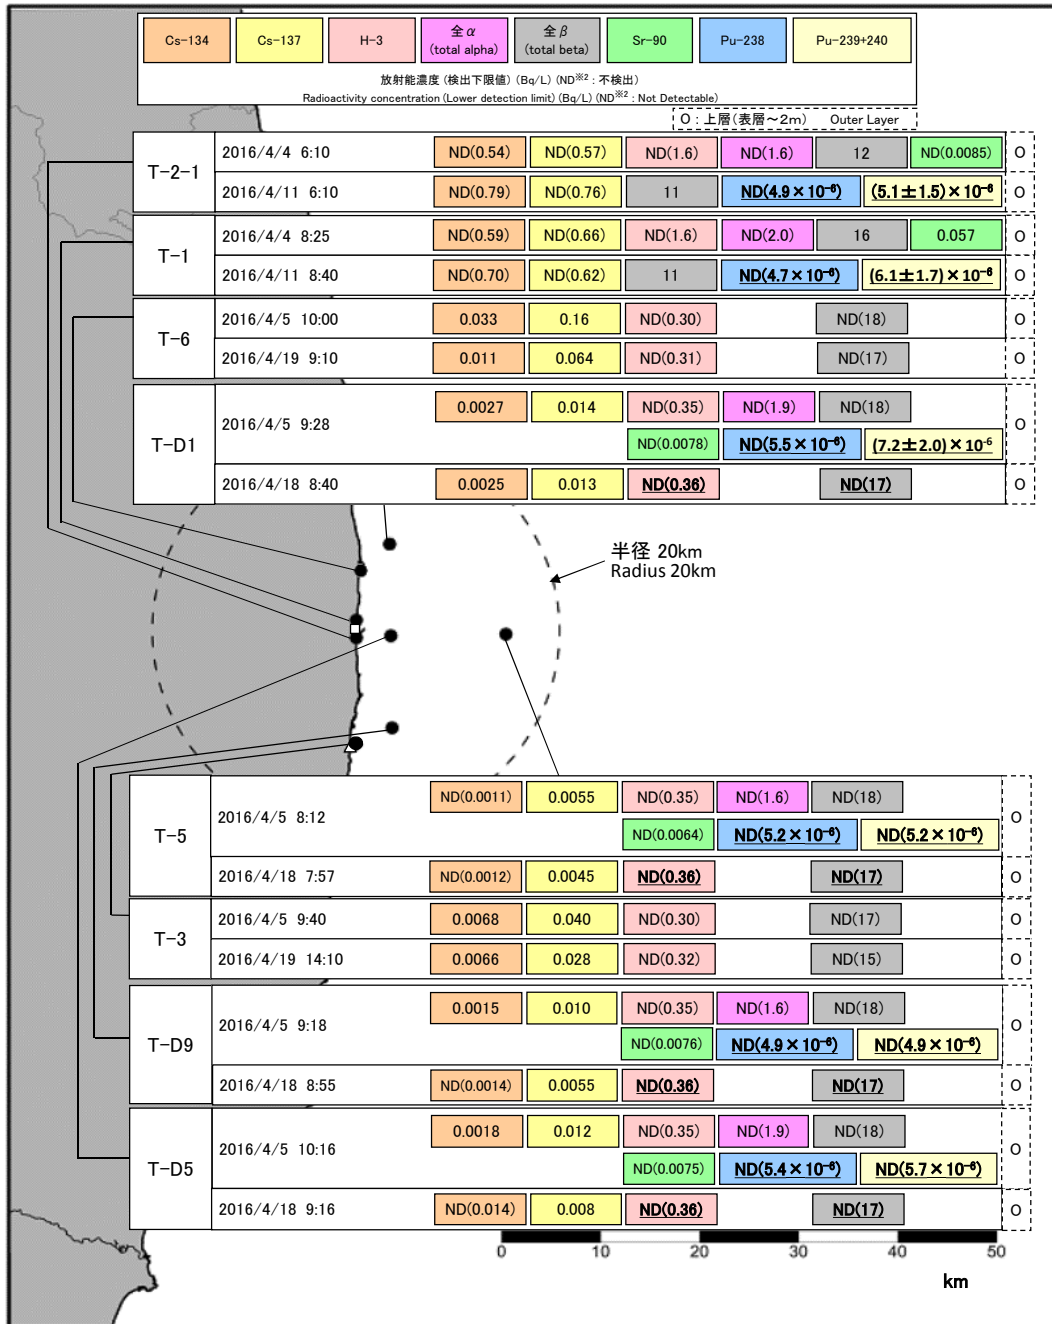 Cs-134 Cs-137 H-3 全α (total alpha) 全β (total beta) Sr-90 Pu-238 Pu-239+240
放射能濃度 (検出下限値) (Bq/L) (ND※2 : 不検出)
Radioactivity concentration (Lower detection limit) (Bq/L) (ND※2 : Not Detectable)
O : 上層(表層～2m) Outer Layer
T-2-1
2016/4/4 6:10 ND(0.54) ND(0.57) ND(1.6) ND(1.6) 12 ND(0.0085) O
2016/4/11 6:10 ND(0.79) ND(0.76) 11 ND(4.9×10⁻⁶) (5.1±1.5)×10⁻⁶ O
T-1
2016/4/4 8:25 ND(0.59) ND(0.66) ND(1.6) ND(2.0) 16 0.057 O
2016/4/11 8:40 ND(0.70) ND(0.62) 11 ND(4.7×10⁻⁶) (6.1±1.7)×10⁻⁶ O
T-6
2016/4/5 10:00 0.033 0.16 ND(0.30) ND(18) O
2016/4/19 9:10 0.011 0.064 ND(0.31) ND(17) O
T-D1
2016/4/5 9:28 0.0027 0.014 ND(0.35) ND(1.9) ND(18) O
ND(0.0078) ND(5.5×10⁻⁶) (7.2±2.0)×10⁻⁶
2016/4/18 8:40 0.0025 0.013 ND(0.36) ND(17) O
半径 20km
Radius 20km
T-5
2016/4/5 8:12 ND(0.0011) 0.0055 ND(0.35) ND(1.6) ND(18) O
ND(0.0064) ND(5.2×10⁻⁶) ND(5.2×10⁻⁶)
2016/4/18 7:57 ND(0.0012) 0.0045 ND(0.36) ND(17) O
T-3
2016/4/5 9:40 0.0068 0.040 ND(0.30) ND(17) O
2016/4/19 14:10 0.0066 0.028 ND(0.32) ND(15) O
T-D9
2016/4/5 9:18 0.0015 0.010 ND(0.35) ND(1.6) ND(18) O
ND(0.0076) ND(4.9×10⁻⁶) ND(4.9×10⁻⁶)
2016/4/18 8:55 ND(0.0014) 0.0055 ND(0.36) ND(17) O
T-D5
2016/4/5 10:16 0.0018 0.012 ND(0.35) ND(1.9) ND(18) O
ND(0.0075) ND(5.4×10⁻⁶) ND(5.7×10⁻⁶)
2016/4/18 9:16 ND(0.014) 0.008 ND(0.36) ND(17) O
0 10 20 30 40 50
km